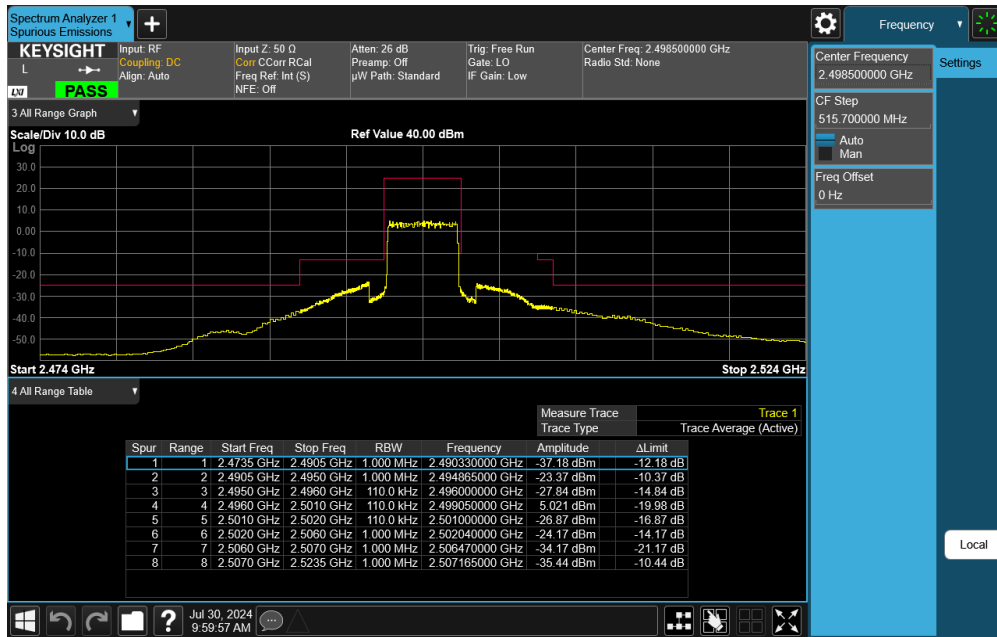 Spectrum Analyzer 1
Spurious Emissions
Frequency
KEYSIGHT
L
LXI
PASS
Input: RF
Coupling: DC
Align: Auto
Input Z: 50 Ω
Corr CCorr RCal
Freq Ref: Int (S)
NFE: Off
Atten: 26 dB
Preamp: Off
µW Path: Standard
Trig: Free Run
Gate: LO
IF Gain: Low
Center Freq: 2.498500000 GHz
Radio Std: None
Center Frequency
2.498500000 GHz
Settings
CF Step
515.700000 MHz
Auto
Man
Freq Offset
0 Hz
3 All Range Graph
Scale/Div 10.0 dB
Ref Value 40.00 dBm
Log
30.0
20.0
10.0
0.00
-10.0
-20.0
-30.0
-40.0
-50.0
Start 2.474 GHz
Stop 2.524 GHz
4 All Range Table
Measure Trace Trace 1
Trace Type Trace Average (Active)
Spur Range Start Freq Stop Freq RBW Frequency Amplitude ΔLimit
1 1 2.4735 GHz 2.4905 GHz 1.000 MHz 2.490330000 GHz -37.18 dBm -12.18 dB
2 2 2.4905 GHz 2.4950 GHz 1.000 MHz 2.494865000 GHz -23.37 dBm -10.37 dB
3 3 2.4950 GHz 2.4960 GHz 110.0 kHz 2.496000000 GHz -27.84 dBm -14.84 dB
4 4 2.4960 GHz 2.5010 GHz 110.0 kHz 2.499050000 GHz 5.021 dBm -19.98 dB
5 5 2.5010 GHz 2.5020 GHz 110.0 kHz 2.501000000 GHz -26.87 dBm -16.87 dB
6 6 2.5020 GHz 2.5060 GHz 1.000 MHz 2.502040000 GHz -24.17 dBm -14.17 dB
7 7 2.5060 GHz 2.5070 GHz 1.000 MHz 2.506470000 GHz -34.17 dBm -21.17 dB
8 8 2.5070 GHz 2.5235 GHz 1.000 MHz 2.507165000 GHz -35.44 dBm -10.44 dB
Local
?
Jul 30, 2024
9:59:57 AM